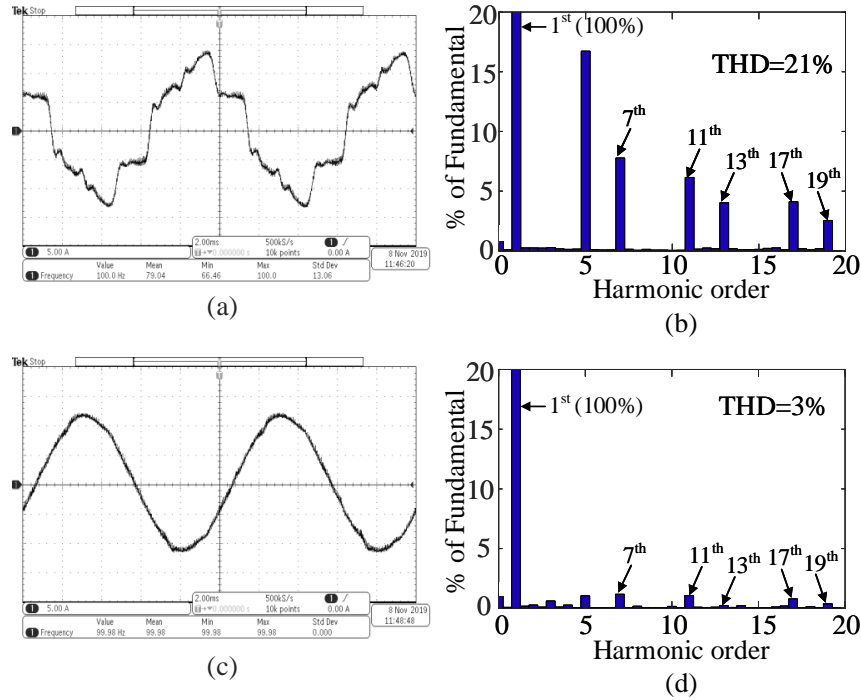 Tek Stop
5.00 A
2.00ms 500kS/s 1
10k points 0.00 A
Value Mean Min Max Std Dev
1 Frequency 100.0 Hz 79.04 66.46 100.0 13.06
8 Nov 2019
11:46:20
(a)
20
15
10
5
0
% of Fundamental
1st (100%)
THD=21%
7th
11th
13th
17th
19th
0 5 10 15 20
Harmonic order
(b)
Tek Stop
5.00 A
2.00ms 500kS/s 1
10k points 0.00 A
Value Mean Min Max Std Dev
1 Frequency 99.98 Hz 99.98 99.98 99.98 0.000
8 Nov 2019
11:48:48
(c)
20
15
10
5
0
% of Fundamental
1st (100%)
THD=3%
7th
11th
13th
17th
19th
0 5 10 15 20
Harmonic order
(d)